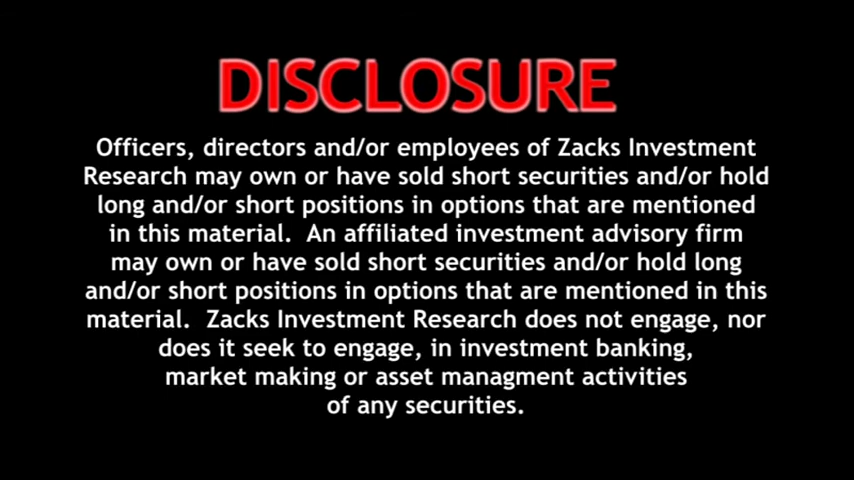 DISCLOSURE
Officers, directors and/or employees of Zacks Investment
Research may own or have sold short securities and/or hold
long and/or short positions in options that are mentioned
in this material.  An affiliated investment advisory firm
may own or have sold short securities and/or hold long
and/or short positions in options that are mentioned in this
material.  Zacks Investment Research does not engage, nor
does it seek to engage, in investment banking,
market making or asset managment activities
of any securities.